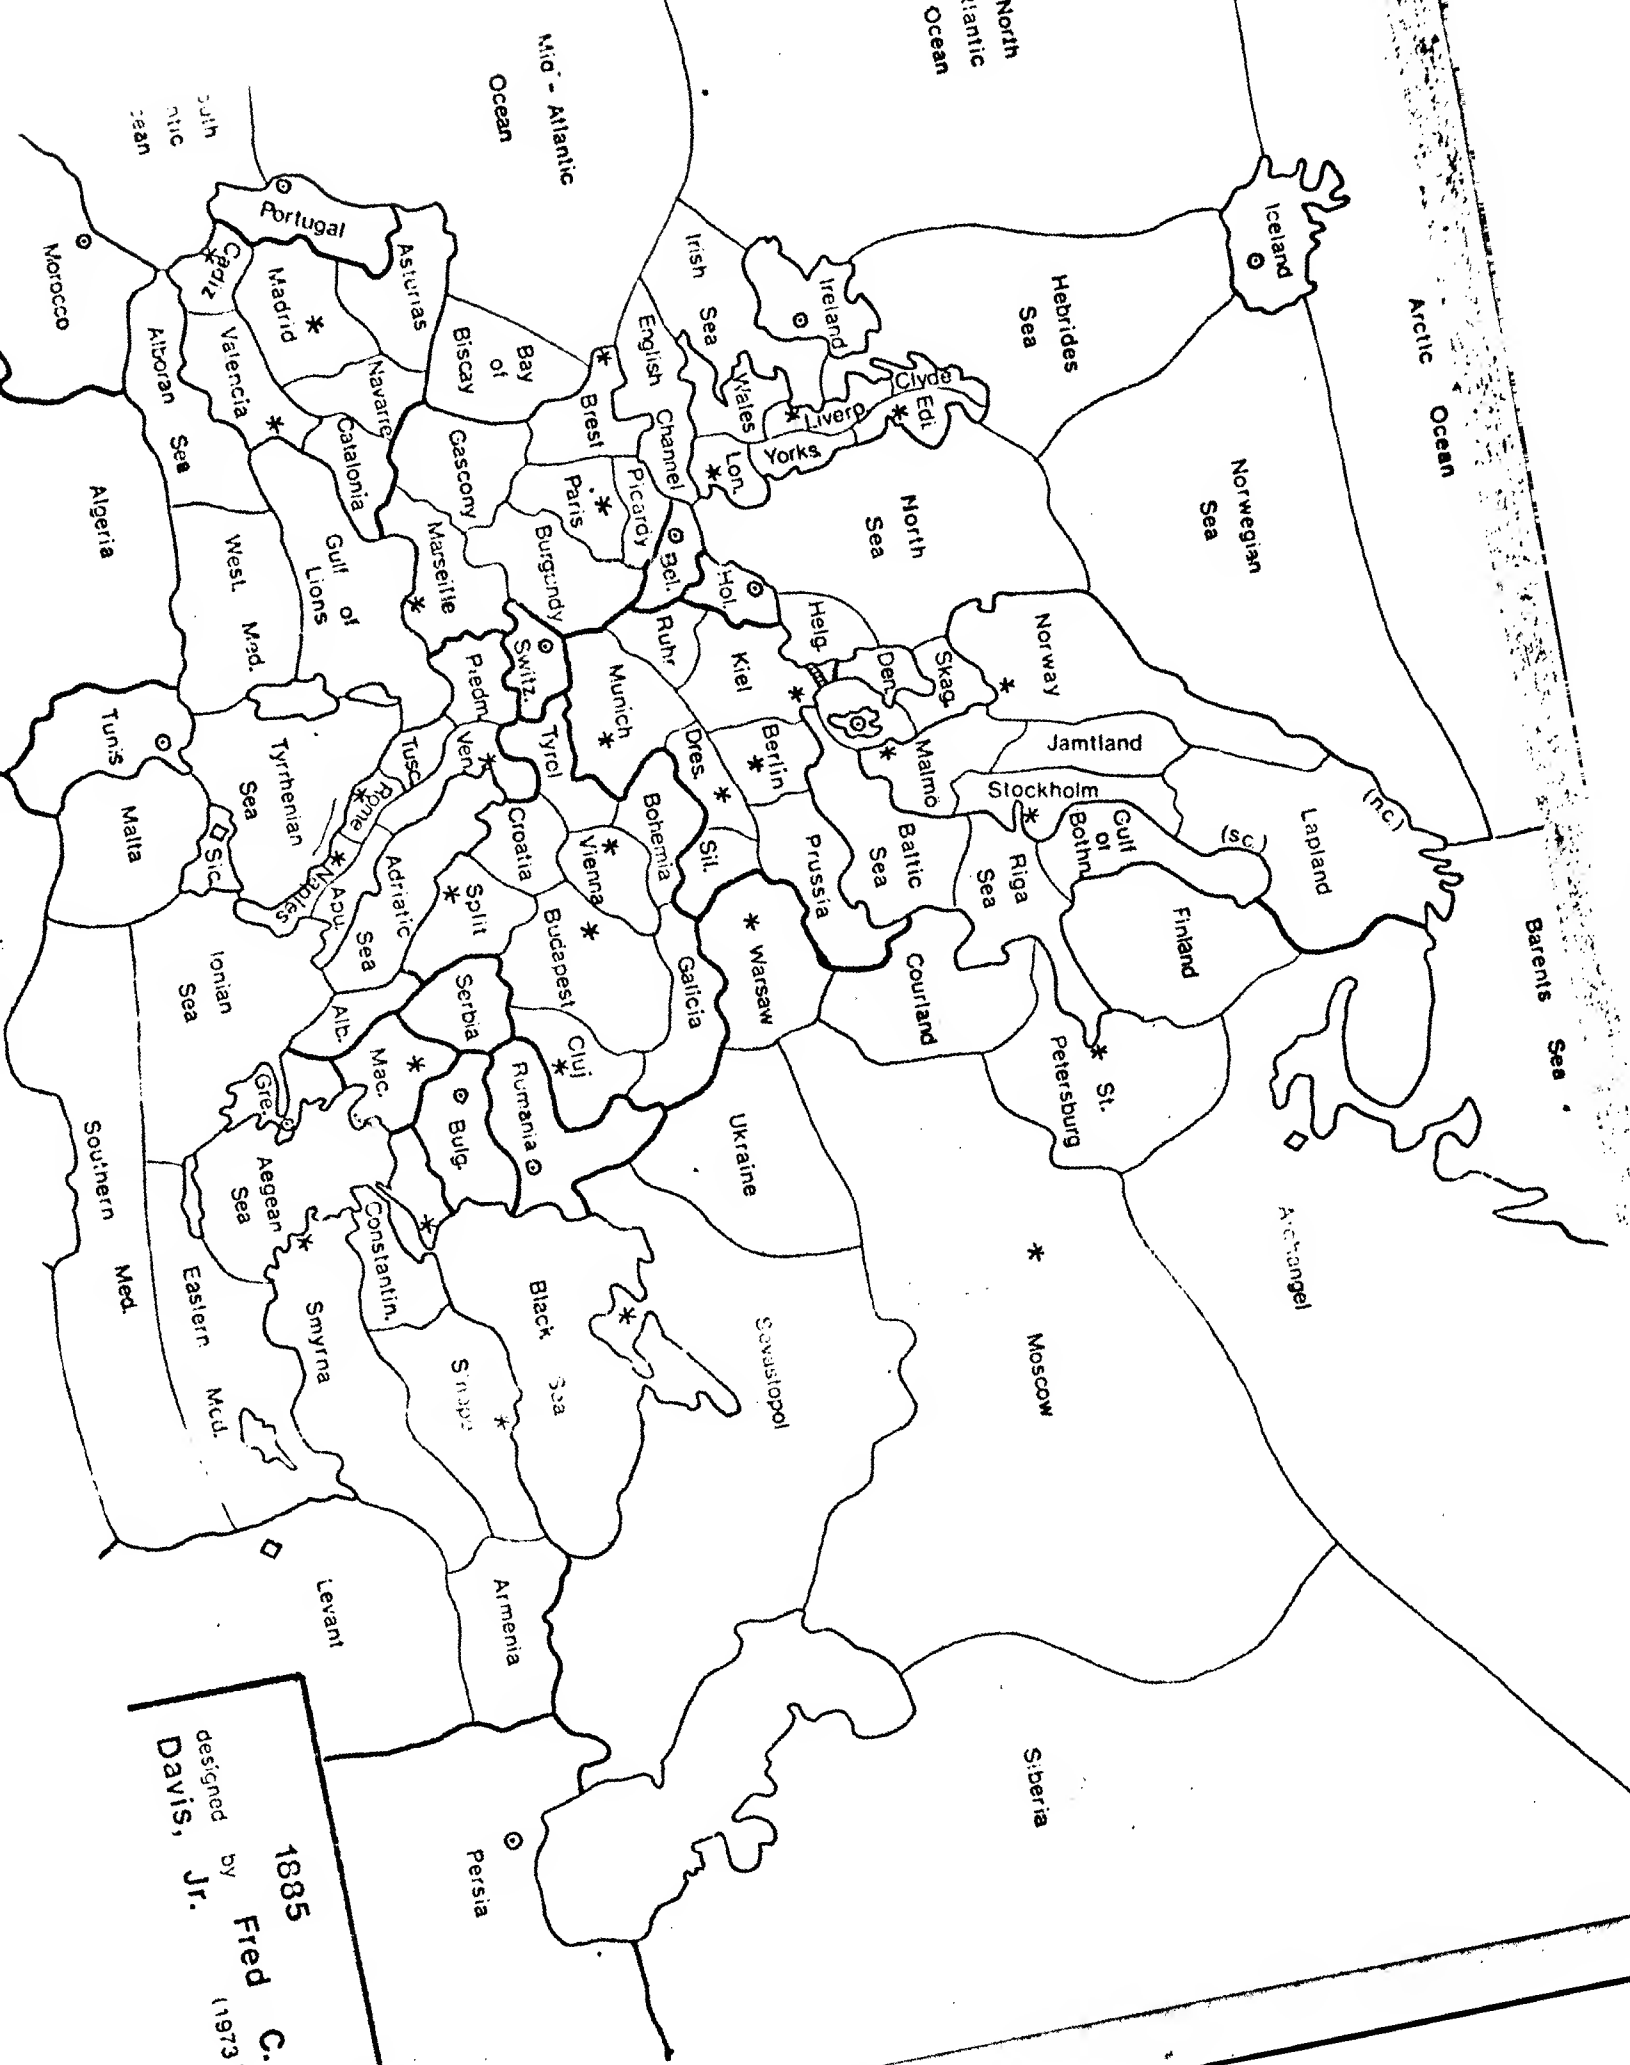 Arctic Ocean
Barents Sea
North
Ocean
Iceland
Norwegian
Sea
Hebrides
Sea
(n.c.)
Lapland
(s.c.)
Norway
Jamtland
Stockholm
Gulf
of
Bothn.
Finland
Archangel
St.
Petersburg
Moscow
Siberia
North
Sea
Skag.
Den.
Malmö
Baltic
Sea
Riga
Sea
Courland
Clyde
Edi
Liverp.
Yorks.
Wales
Lon.
Ireland
Irish
Sea
English
Channel
Helg.
Hol.
Bel.
Kiel
Ruhr
Berlin
Prussia
Munich
Dres.
Sil.
Warsaw
Ukraine
Sevastopol
Mid - Atlantic
Ocean
Bay
of
Biscay
Brest
Picardy
Paris
Burgundy
Gascony
Marseille
Switz.
Tyrol
Bohemia
Vienna
Galicia
Budapest
Croatia
Split
Serbia
Cluj
Rumania
Bulg.
Black Sea
Piedm.
Ven.
Tusc.
Rome
Naples
Apu.
Adriatic
Sea
Alb.
Mac.
Gre.
Aegean
Sea
Constantin.
Smyrna
Armenia
Persia
Levant
Asturias
Portugal
Navarre
Madrid
Catalonia
Valencia
Cadiz
Alboran Sea
Gulf of
Lions
West. Med.
Tyrrhenian
Sea
Sic.
Ionian
Sea
Eastern Med.
Southern Med.
Malta
Tunis
Algeria
Morocco
1885
designed by Fred C.
Davis, Jr. (1973